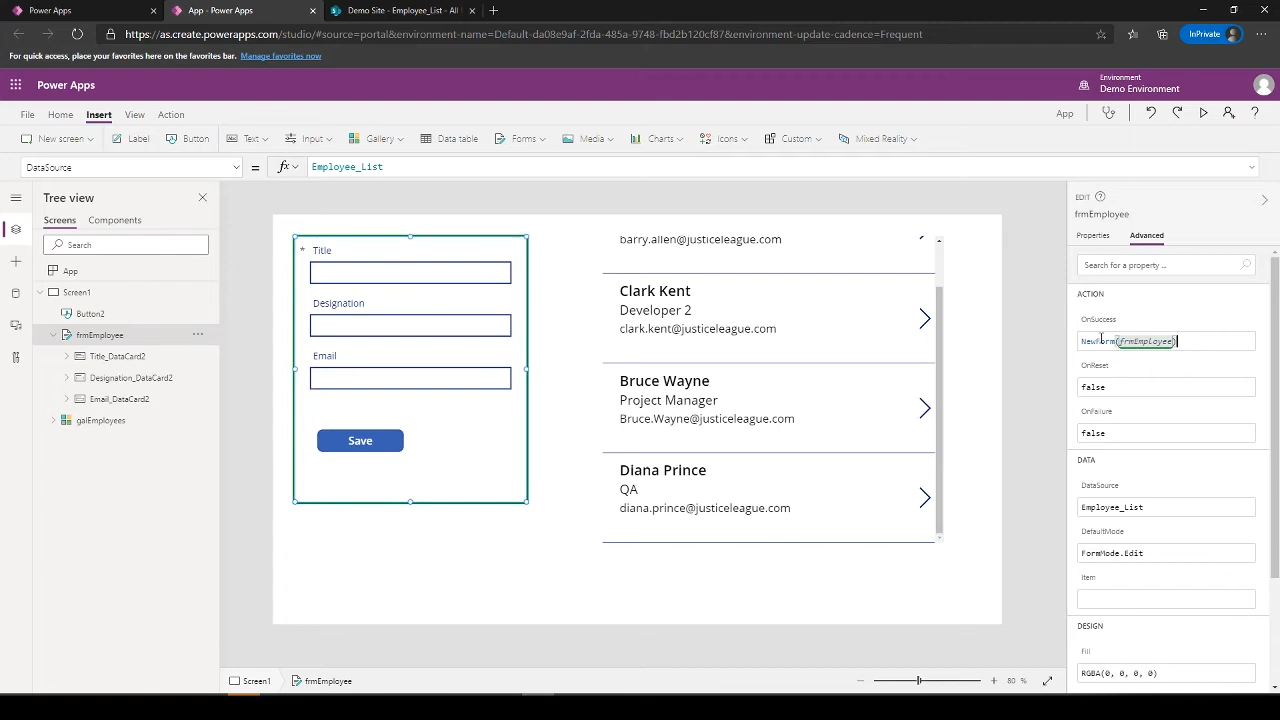 Power Apps
App - Power Apps
Demo Site - Employee_List - All
https://as.create.powerapps.com/studio/#source=portal&environment-name=Default-da08e9af-2fda-485a-9748-fbd2b120cf87&environment-update-cadence=Frequent
InPrivate
For quick access, place your favorites here on the favorites bar. Manage favorites now
Power Apps
Environment
Demo Environment
File Home Insert View Action
App
New screen Label Button Text Input Gallery Data table Forms Media Charts Icons Custom Mixed Reality
DataSource = fx Employee_List
Tree view
Screens Components
Search
App
Screen1
Button2
frmEmployee
Title_DataCard2
Designation_DataCard2
Email_DataCard2
galEmployees
* Title
Designation
Email
Save
barry.allen@justiceleague.com
Clark Kent
Developer 2
clark.kent@justiceleague.com
Bruce Wayne
Project Manager
Bruce.Wayne@justiceleague.com
Diana Prince
QA
diana.prince@justiceleague.com
EDIT
frmEmployee
Properties Advanced
Search for a property ...
ACTION
OnSuccess
NewForm(frmEmployee)
OnReset
false
OnFailure
false
DATA
DataSource
Employee_List
DefaultMode
FormMode.Edit
Item
DESIGN
Fill
RGBA(0, 0, 0, 0)
Screen1 frmEmployee
80 %